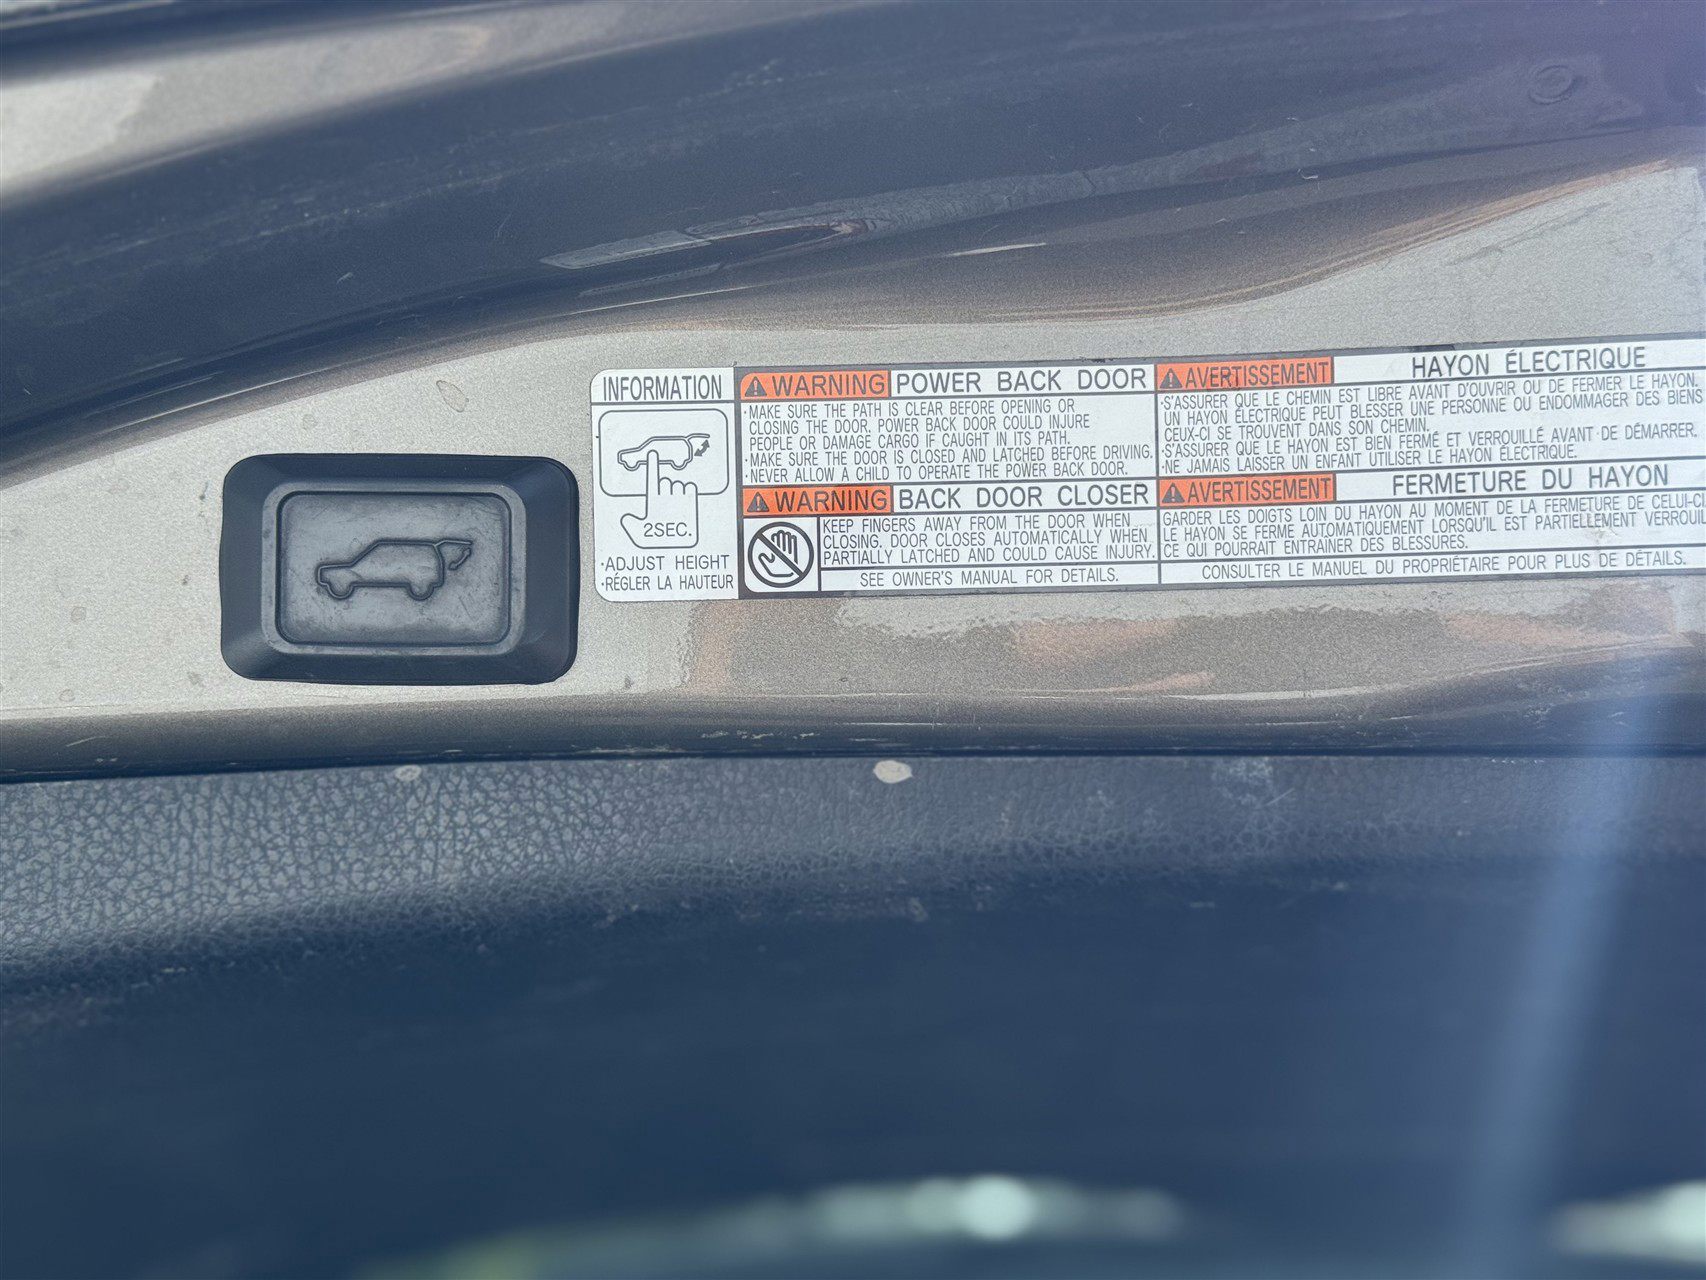 INFORMATION
2SEC.
·ADJUST HEIGHT
·RÉGLER LA HAUTEUR
WARNING POWER BACK DOOR
·MAKE SURE THE PATH IS CLEAR BEFORE OPENING OR
CLOSING THE DOOR. POWER BACK DOOR COULD INJURE
PEOPLE OR DAMAGE CARGO IF CAUGHT IN ITS PATH.
·MAKE SURE THE DOOR IS CLOSED AND LATCHED BEFORE DRIVING.
·NEVER ALLOW A CHILD TO OPERATE THE POWER BACK DOOR.
WARNING BACK DOOR CLOSER
KEEP FINGERS AWAY FROM THE DOOR WHEN
CLOSING. DOOR CLOSES AUTOMATICALLY WHEN
PARTIALLY LATCHED AND COULD CAUSE INJURY.
SEE OWNER'S MANUAL FOR DETAILS.
AVERTISSEMENT HAYON ÉLECTRIQUE
·S'ASSURER QUE LE CHEMIN EST LIBRE AVANT D'OUVRIR OU DE FERMER LE HAYON.
UN HAYON ÉLECTRIQUE PEUT BLESSER UNE PERSONNE OU ENDOMMAGER DES BIENS
CEUX-CI SE TROUVENT DANS SON CHEMIN.
·S'ASSURER QUE LE HAYON EST BIEN FERMÉ ET VERROUILLÉ AVANT DE DÉMARRER.
·NE JAMAIS LAISSER UN ENFANT UTILISER LE HAYON ÉLECTRIQUE.
AVERTISSEMENT FERMETURE DU HAYON
GARDER LES DOIGTS LOIN DU HAYON AU MOMENT DE LA FERMETURE DE CELUI-CI
LE HAYON SE FERME AUTOMATIQUEMENT LORSQU'IL EST PARTIELLEMENT VERROUIL
CE QUI POURRAIT ENTRAÎNER DES BLESSURES.
CONSULTER LE MANUEL DU PROPRIÉTAIRE POUR PLUS DE DÉTAILS.